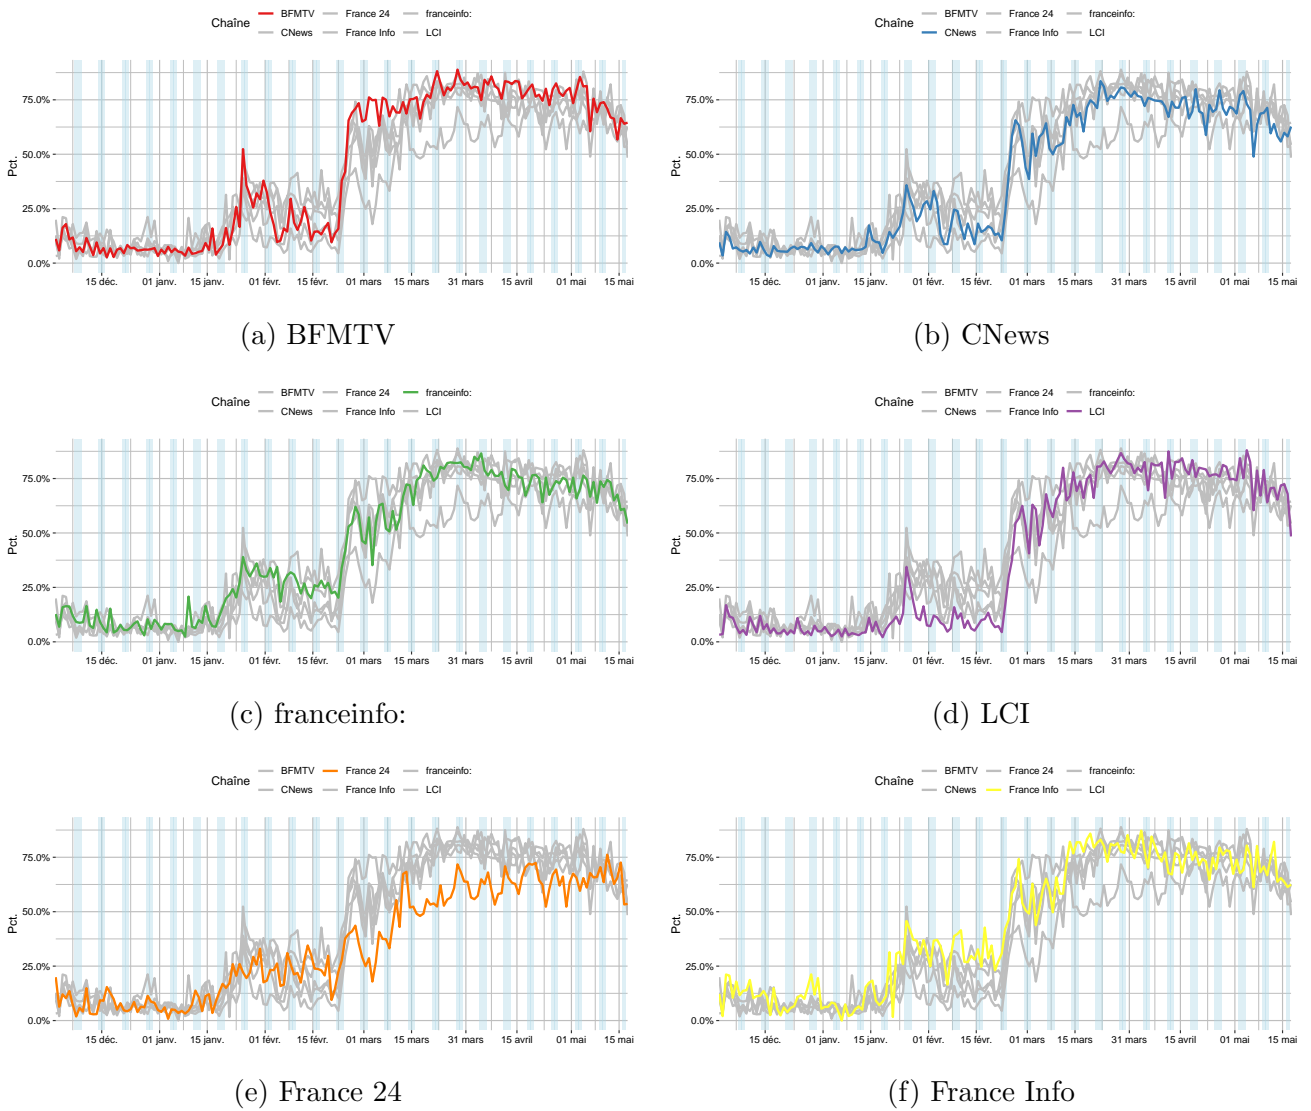 Chaîne BFMTV France 24 franceinfo:
CNews France Info LCI
Pct.
75.0%
50.0%
25.0%
0.0%
15 déc. 01 janv. 15 janv. 01 févr. 15 févr. 01 mars 15 mars 31 mars 15 avril 01 mai 15 mai
(a) BFMTV
Chaîne BFMTV France 24 franceinfo:
CNews France Info LCI
Pct.
75.0%
50.0%
25.0%
0.0%
15 déc. 01 janv. 15 janv. 01 févr. 15 févr. 01 mars 15 mars 31 mars 15 avril 01 mai 15 mai
(b) CNews
Chaîne BFMTV France 24 franceinfo:
CNews France Info LCI
Pct.
75.0%
50.0%
25.0%
0.0%
15 déc. 01 janv. 15 janv. 01 févr. 15 févr. 01 mars 15 mars 31 mars 15 avril 01 mai 15 mai
(c) franceinfo:
Chaîne BFMTV France 24 franceinfo:
CNews France Info LCI
Pct.
75.0%
50.0%
25.0%
0.0%
15 déc. 01 janv. 15 janv. 01 févr. 15 févr. 01 mars 15 mars 31 mars 15 avril 01 mai 15 mai
(d) LCI
Chaîne BFMTV France 24 franceinfo:
CNews France Info LCI
Pct.
75.0%
50.0%
25.0%
0.0%
15 déc. 01 janv. 15 janv. 01 févr. 15 févr. 01 mars 15 mars 31 mars 15 avril 01 mai 15 mai
(e) France 24
Chaîne BFMTV France 24 franceinfo:
CNews France Info LCI
Pct.
75.0%
50.0%
25.0%
0.0%
15 déc. 01 janv. 15 janv. 01 févr. 15 févr. 01 mars 15 mars 31 mars 15 avril 01 mai 15 mai
(f) France Info